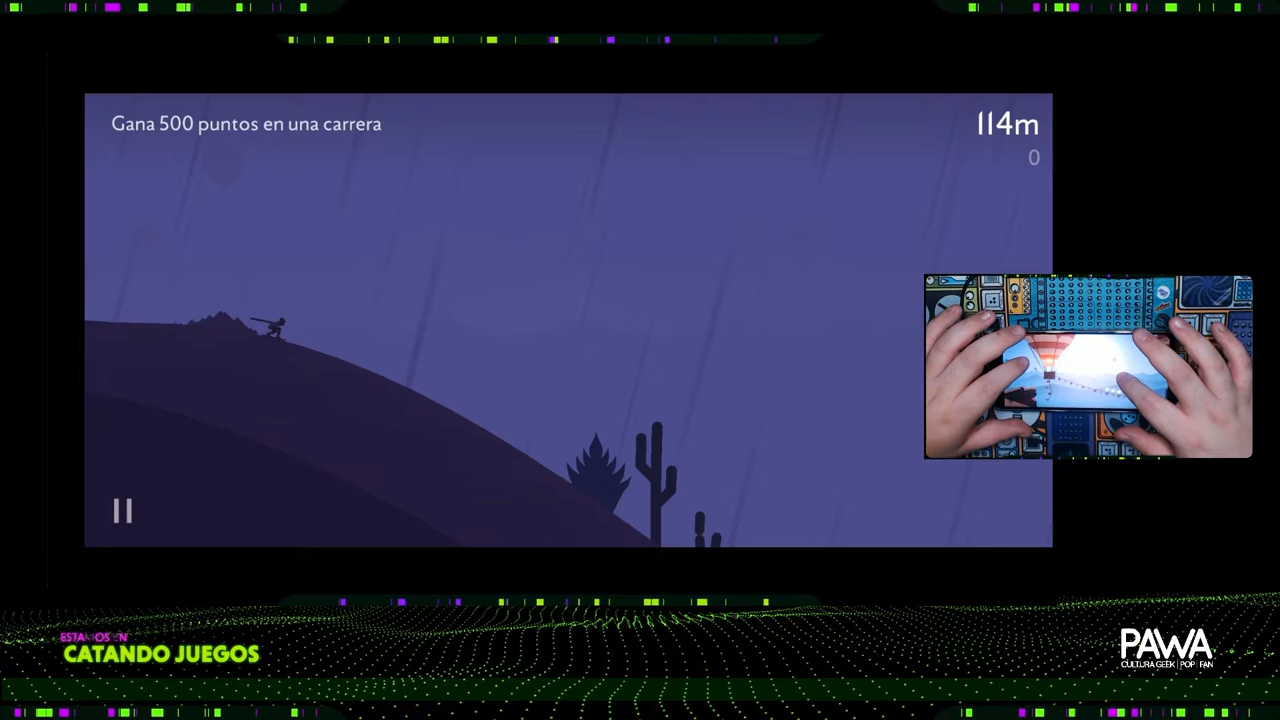 Gana 500 puntos en una carrera
114m
0
ESTAMOS EN
CATANDO JUEGOS
PAWA
CULTURA GEEK | POP | FAN